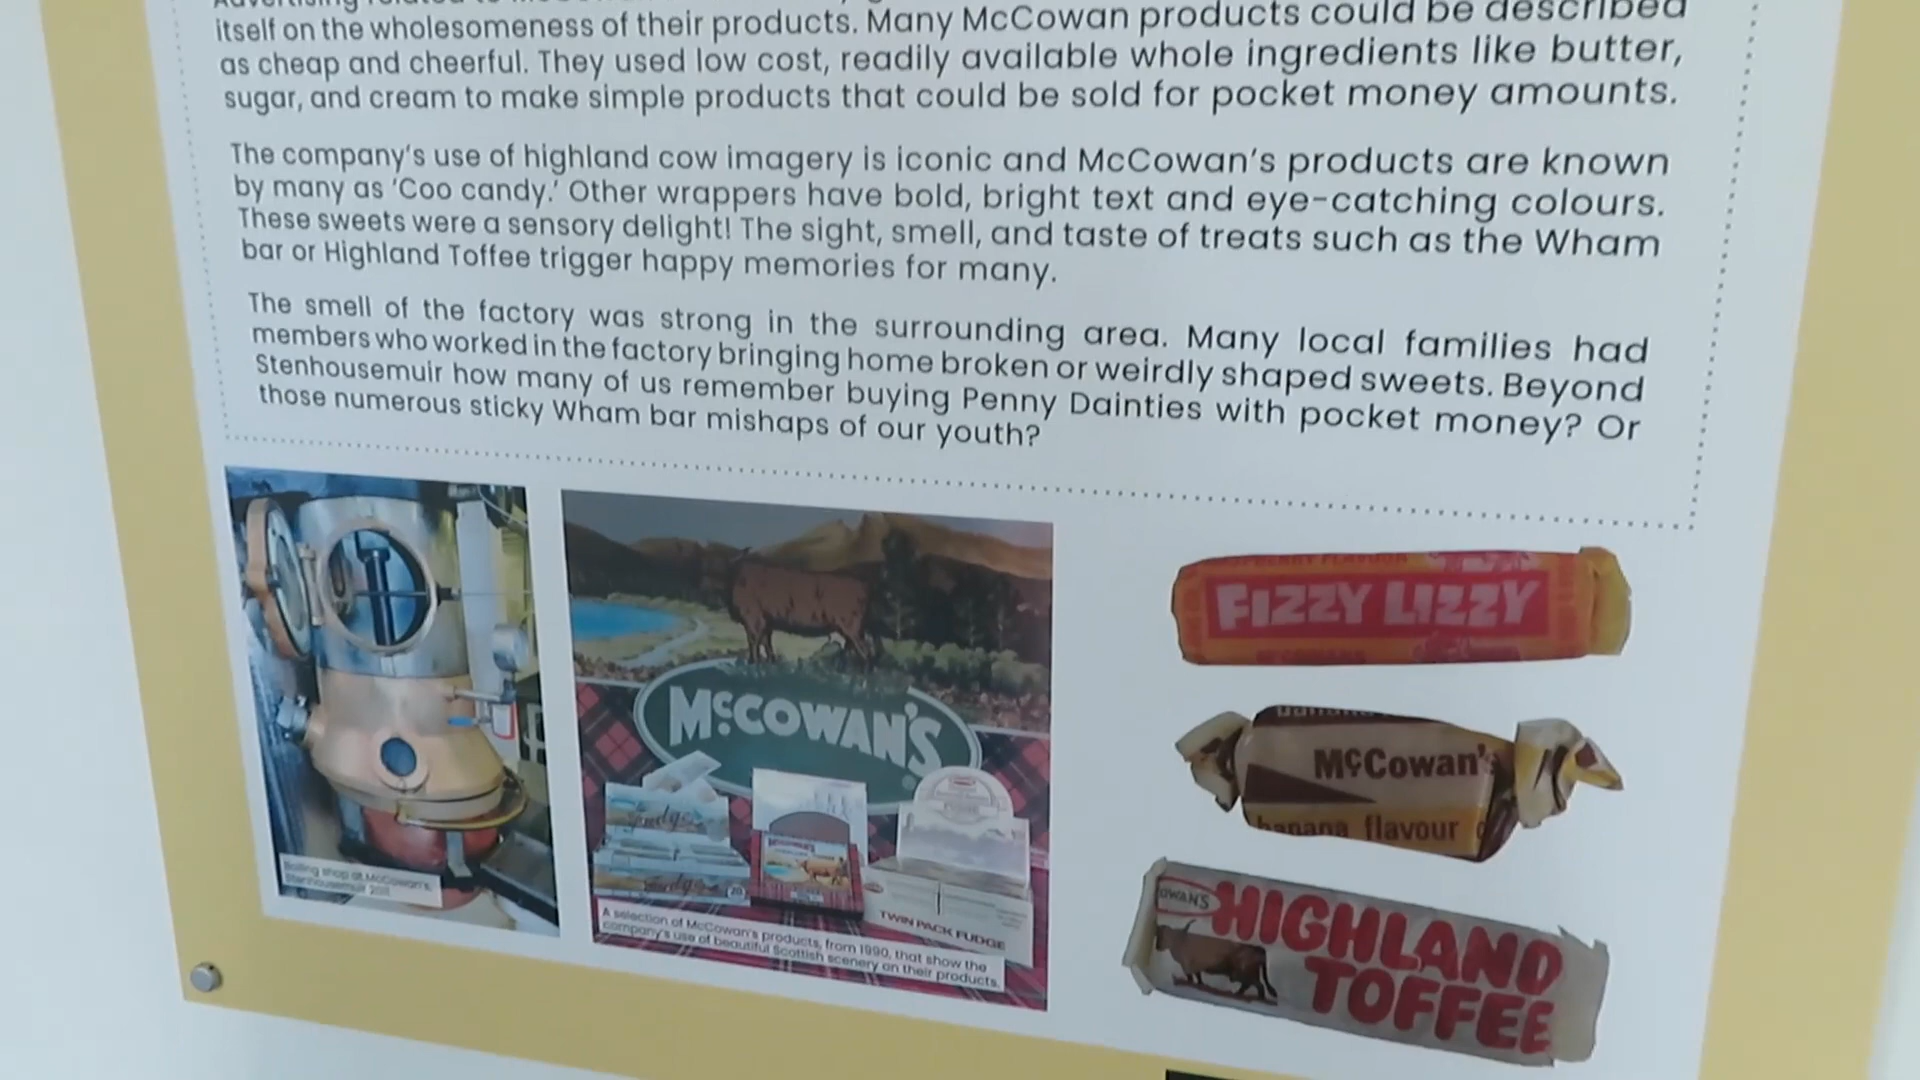 itself on the wholesomeness of their products. Many McCowan products could be described
as cheap and cheerful. They used low cost, readily available whole ingredients like butter,
sugar, and cream to make simple products that could be sold for pocket money amounts.
The company's use of highland cow imagery is iconic and McCowan's products are known
by many as 'Coo candy.' Other wrappers have bold, bright text and eye-catching colours.
These sweets were a sensory delight! The sight, smell, and taste of treats such as the Wham
bar or Highland Toffee trigger happy memories for many.
The smell of the factory was strong in the surrounding area. Many local families had
members who worked in the factory bringing home broken or weirdly shaped sweets. Beyond
Stenhousemuir how many of us remember buying Penny Dainties with pocket money? Or
those numerous sticky Wham bar mishaps of our youth?
Boiling shop at McCowan's,
Stenhousemuir 2011
McCOWAN'S
TWIN PACK FUDGE
A selection of McCowan's products, from 1990, that show the
company's use of beautiful Scottish scenery on their products.
FIZZY LIZZY
McCowan's
banana flavour
OWAN'S
HIGHLAND
TOFFEE